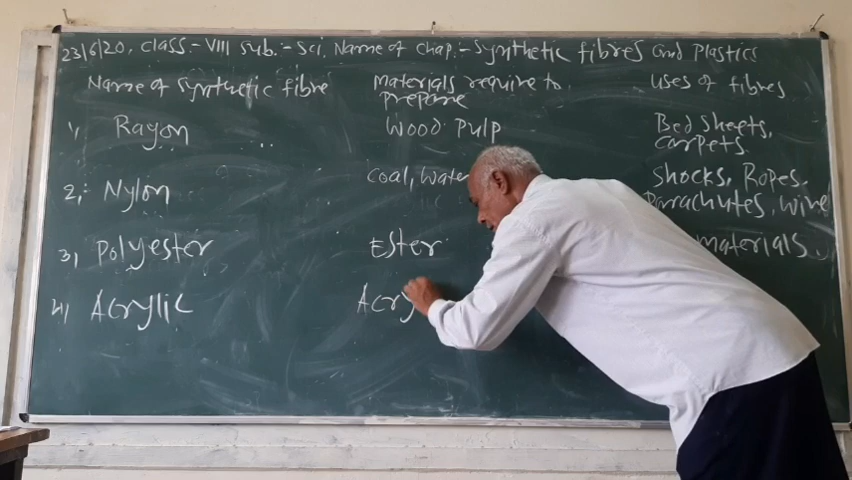 23/6/20, Class:- VIII Sub:- Sci. Name of Chap:- Synthetic fibres and Plastics
Name of Synthetic fibre Materials require to prepare Uses of fibres
1, Rayon Wood Pulp Bed Sheets, carpets
2,: Nylon Coal, Water Shocks, Ropes, Parachutes, wire
3, Polyester Ester materials.
4, Acrylic Acry